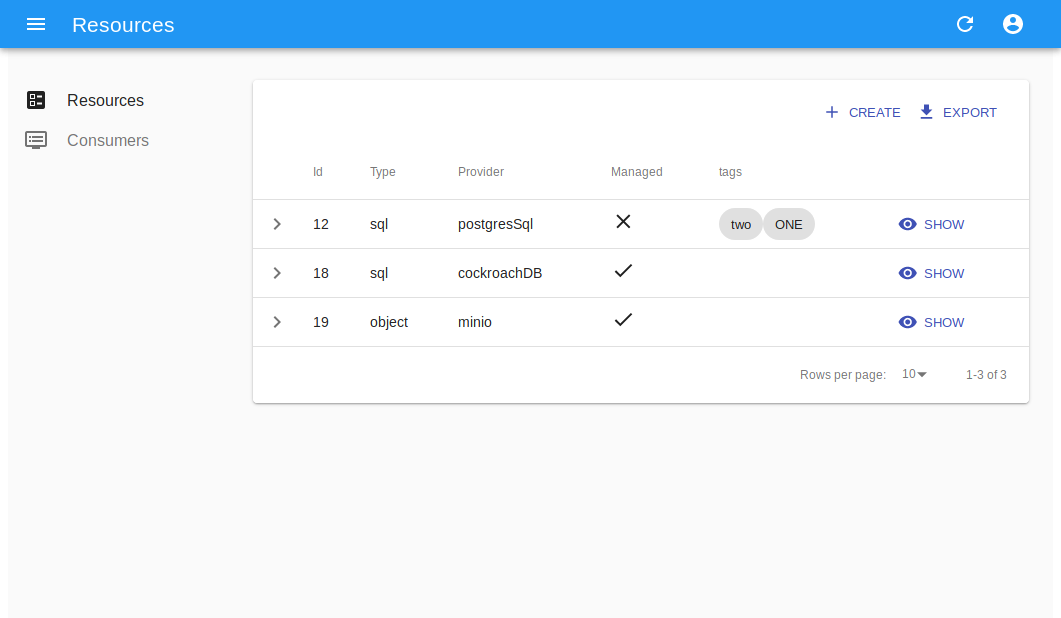 Resources
Resources
Consumers
CREATE EXPORT
Id Type Provider Managed tags
12 sql postgresSql two ONE SHOW
18 sql cockroachDB SHOW
19 object minio SHOW
Rows per page: 10 1-3 of 3